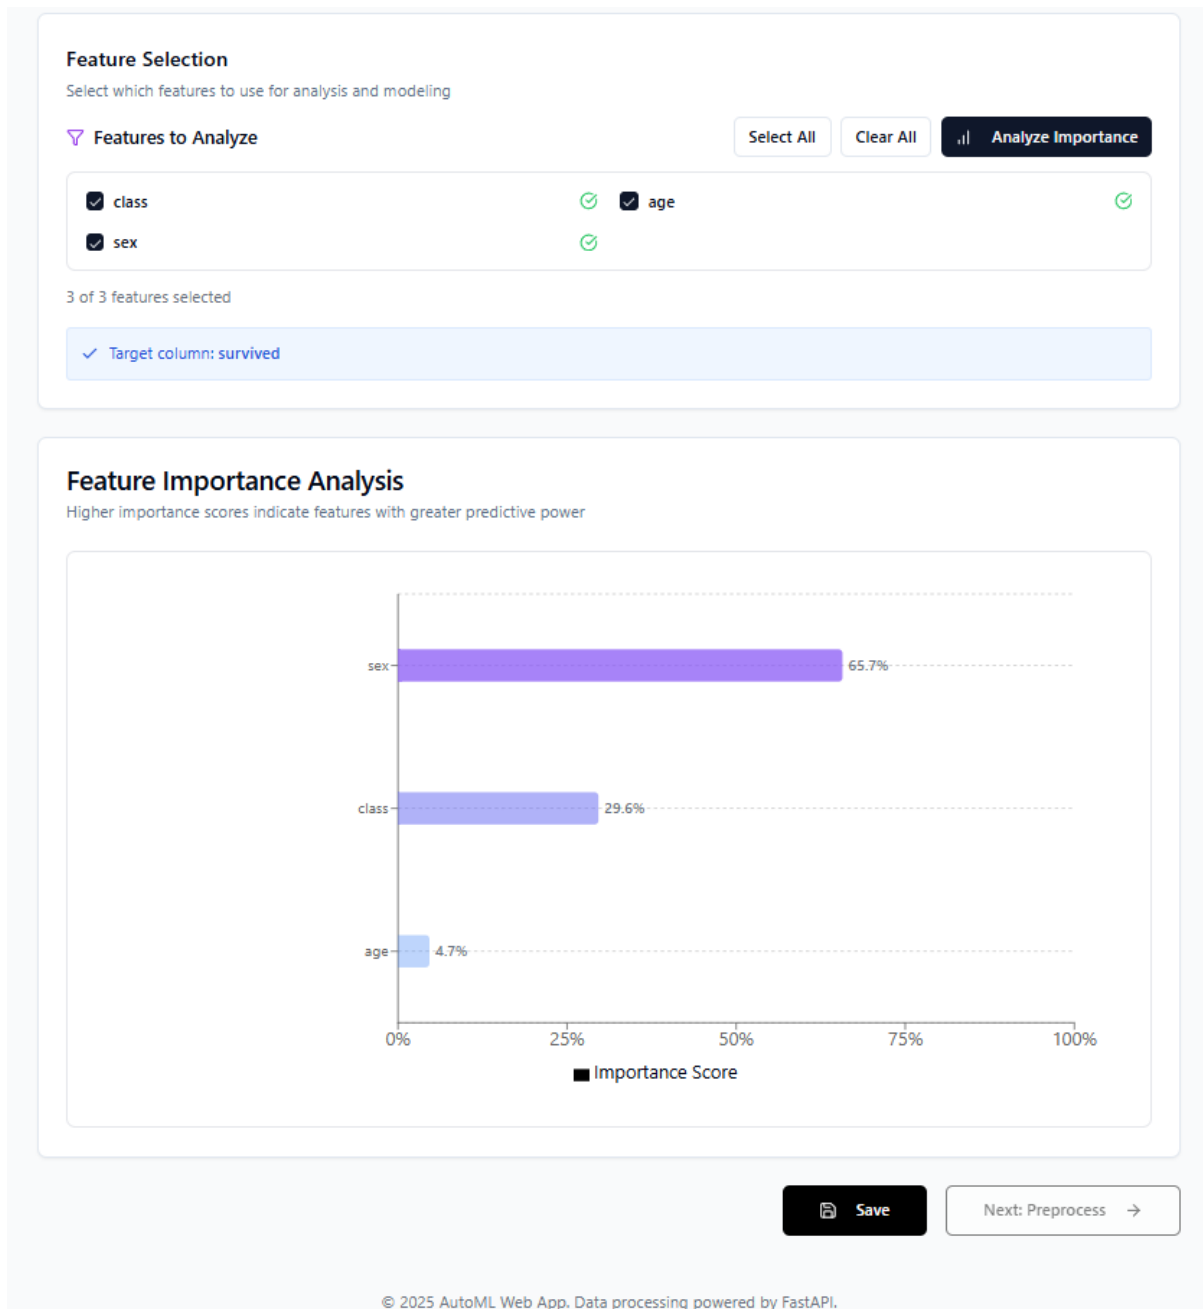 Feature Selection
Select which features to use for analysis and modeling
Features to Analyze
Select All
Clear All
Analyze Importance
class
age
sex
3 of 3 features selected
Target column: survived
Feature Importance Analysis
Higher importance scores indicate features with greater predictive power
sex
65.7%
class
29.6%
age
4.7%
0% 25% 50% 75% 100%
Importance Score
Save
Next: Preprocess
© 2025 AutoML Web App. Data processing powered by FastAPI.